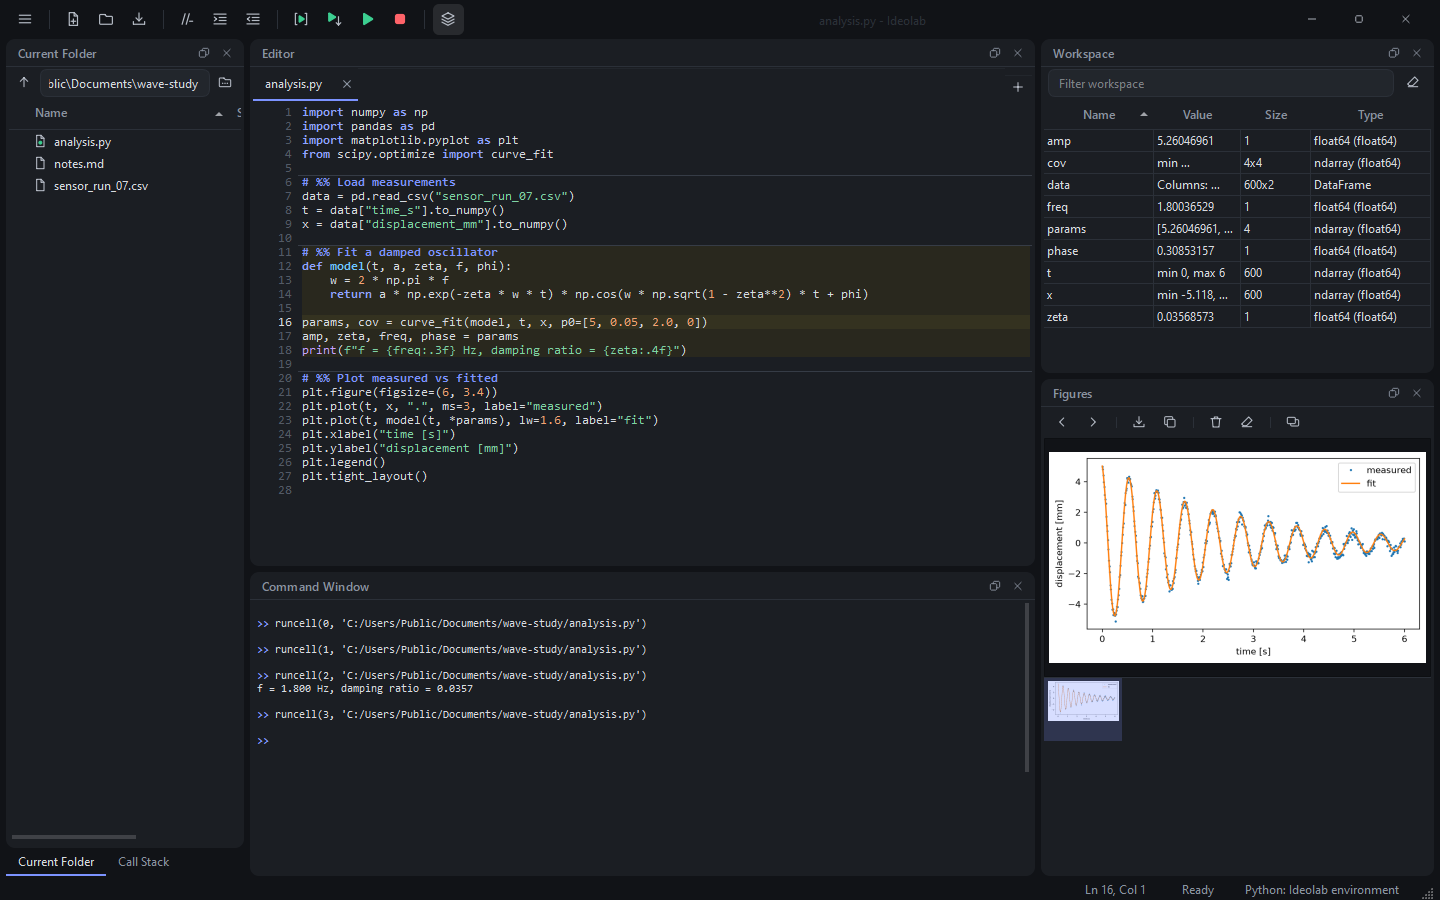 analysis.py - Ideolab
Current Folder
blic\Documents\wave-study
Name
analysis.py
notes.md
sensor_run_07.csv
Current Folder
Call Stack
Editor
analysis.py
1 import numpy as np
2 import pandas as pd
3 import matplotlib.pyplot as plt
4 from scipy.optimize import curve_fit
5
6 # %% Load measurements
7 data = pd.read_csv("sensor_run_07.csv")
8 t = data["time_s"].to_numpy()
9 x = data["displacement_mm"].to_numpy()
10
11 # %% Fit a damped oscillator
12 def model(t, a, zeta, f, phi):
13     w = 2 * np.pi * f
14     return a * np.exp(-zeta * w * t) * np.cos(w * np.sqrt(1 - zeta**2) * t + phi)
15
16 params, cov = curve_fit(model, t, x, p0=[5, 0.05, 2.0, 0])
17 amp, zeta, freq, phase = params
18 print(f"f = {freq:.3f} Hz, damping ratio = {zeta:.4f}")
19
20 # %% Plot measured vs fitted
21 plt.figure(figsize=(6, 3.4))
22 plt.plot(t, x, ".", ms=3, label="measured")
23 plt.plot(t, model(t, *params), lw=1.6, label="fit")
24 plt.xlabel("time [s]")
25 plt.ylabel("displacement [mm]")
26 plt.legend()
27 plt.tight_layout()
28
Command Window
>> runcell(0, 'C:/Users/Public/Documents/wave-study/analysis.py')
>> runcell(1, 'C:/Users/Public/Documents/wave-study/analysis.py')
>> runcell(2, 'C:/Users/Public/Documents/wave-study/analysis.py')
f = 1.800 Hz, damping ratio = 0.0357
>> runcell(3, 'C:/Users/Public/Documents/wave-study/analysis.py')
>>
Workspace
Filter workspace
Name Value Size Type
amp 5.26046961 1 float64 (float64)
cov min ... 4x4 ndarray (float64)
data Columns: ... 600x2 DataFrame
freq 1.80036529 1 float64 (float64)
params [5.26046961, ... 4 ndarray (float64)
phase 0.30853157 1 float64 (float64)
t min 0, max 6 600 ndarray (float64)
x min -5.118, ... 600 ndarray (float64)
zeta 0.03568573 1 float64 (float64)
Figures
measured
fit
displacement [mm]
4
2
0
−2
−4
0 1 2 3 4 5 6
time [s]
Ln 16, Col 1 Ready Python: Ideolab environment